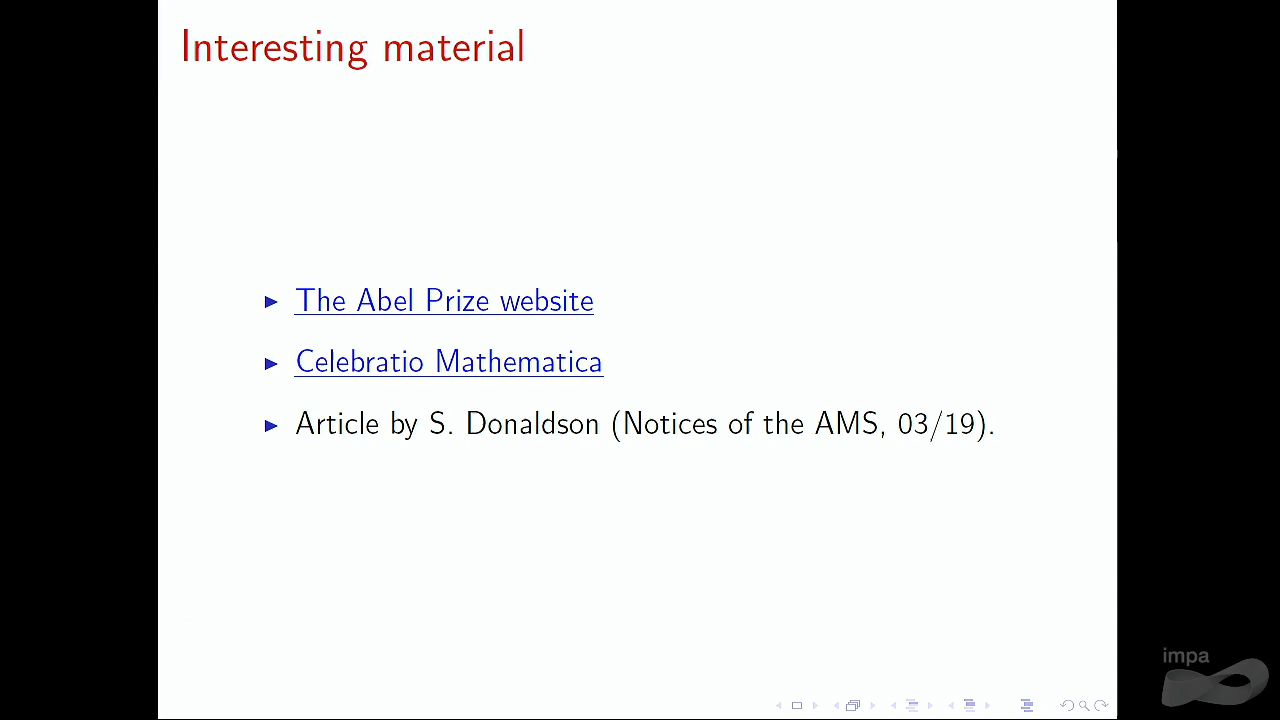 Interesting material
The Abel Prize website
Celebratio Mathematica
Article by S. Donaldson (Notices of the AMS, 03/19).
impa